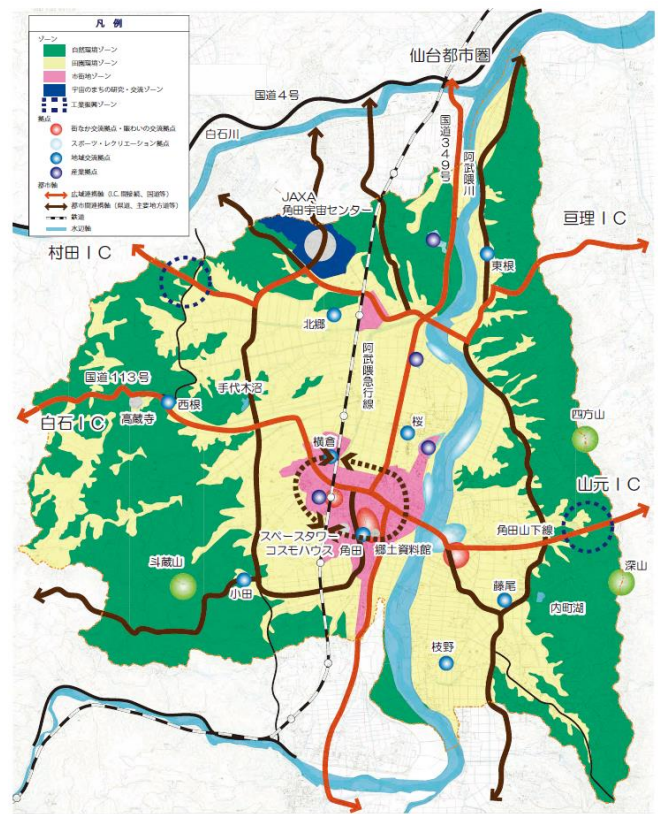 凡 例
ゾーン
自然環境ゾーン
田園環境ゾーン
市街地ゾーン
宇宙のまちの研究・交流ゾーン
工業振興ゾーン
拠点
街なか交流拠点・賑わいの交流拠点
スポーツ・レクリエーション拠点
地域交流拠点
産業拠点
都市軸
広域連携軸(I.C.間接続、国道等)
都市間連携軸(県道、主要地方道等)
鉄道
水辺軸
仙台都市圏
国道4号
白石川
国道349号
阿武隈川
JAXA
角田宇宙センター
亘理IC
村田IC
東根
北郷
阿武隈急行線
国道113号
手代木沼
西根
高蔵寺
白石IC
桜
四方山
横倉
山元IC
角田山下線
スペースタワー
コスモハウス
角田
郷土資料館
斗蔵山
小田
深山
藤尾
内町湖
枝野